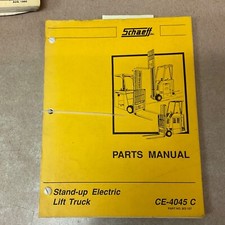 Schaeff
PARTS MANUAL
Stand-up Electric
Lift Truck
CE-4045 C